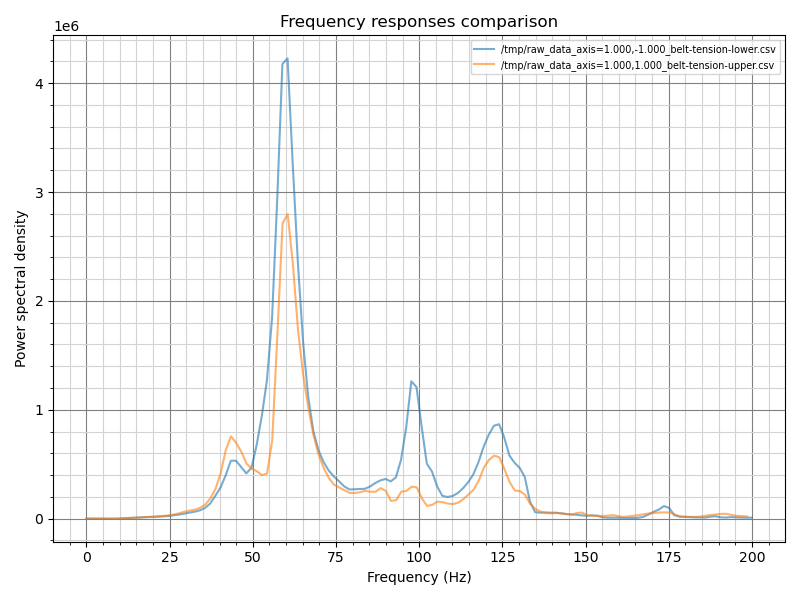 Frequency responses comparison
1e6
/tmp/raw_data_axis=1.000,-1.000_belt-tension-lower.csv
/tmp/raw_data_axis=1.000,1.000_belt-tension-upper.csv
4
3
2
1
0
Power spectral density
0 25 50 75 100 125 150 175 200
Frequency (Hz)